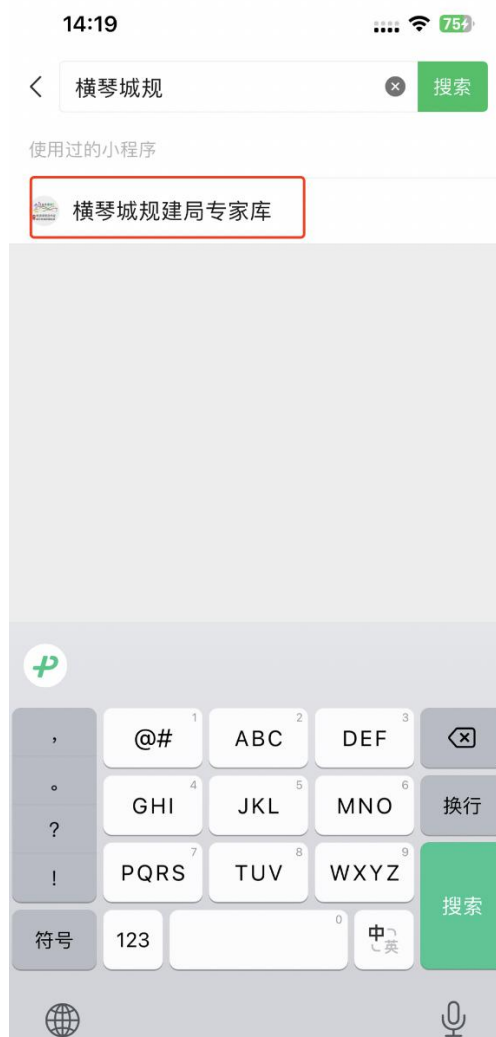 14:19
75
横琴城规
搜索
使用过的小程序
横琴城规建局专家库
，
@# 1
ABC 2
DEF 3
。
GHI 4
JKL 5
MNO 6
换行
?
!
PQRS 7
TUV 8
WXYZ 9
搜索
符号
123
0
中
英